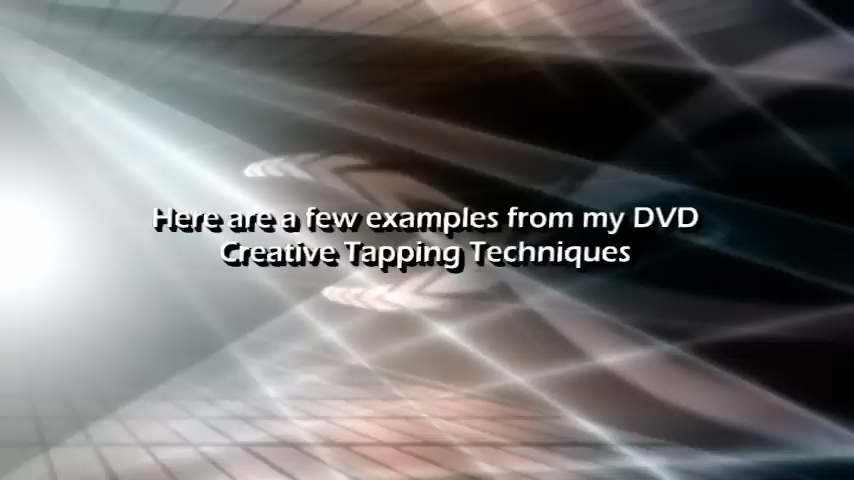 Here are a few examples from my DVD
Creative Tapping Techniques